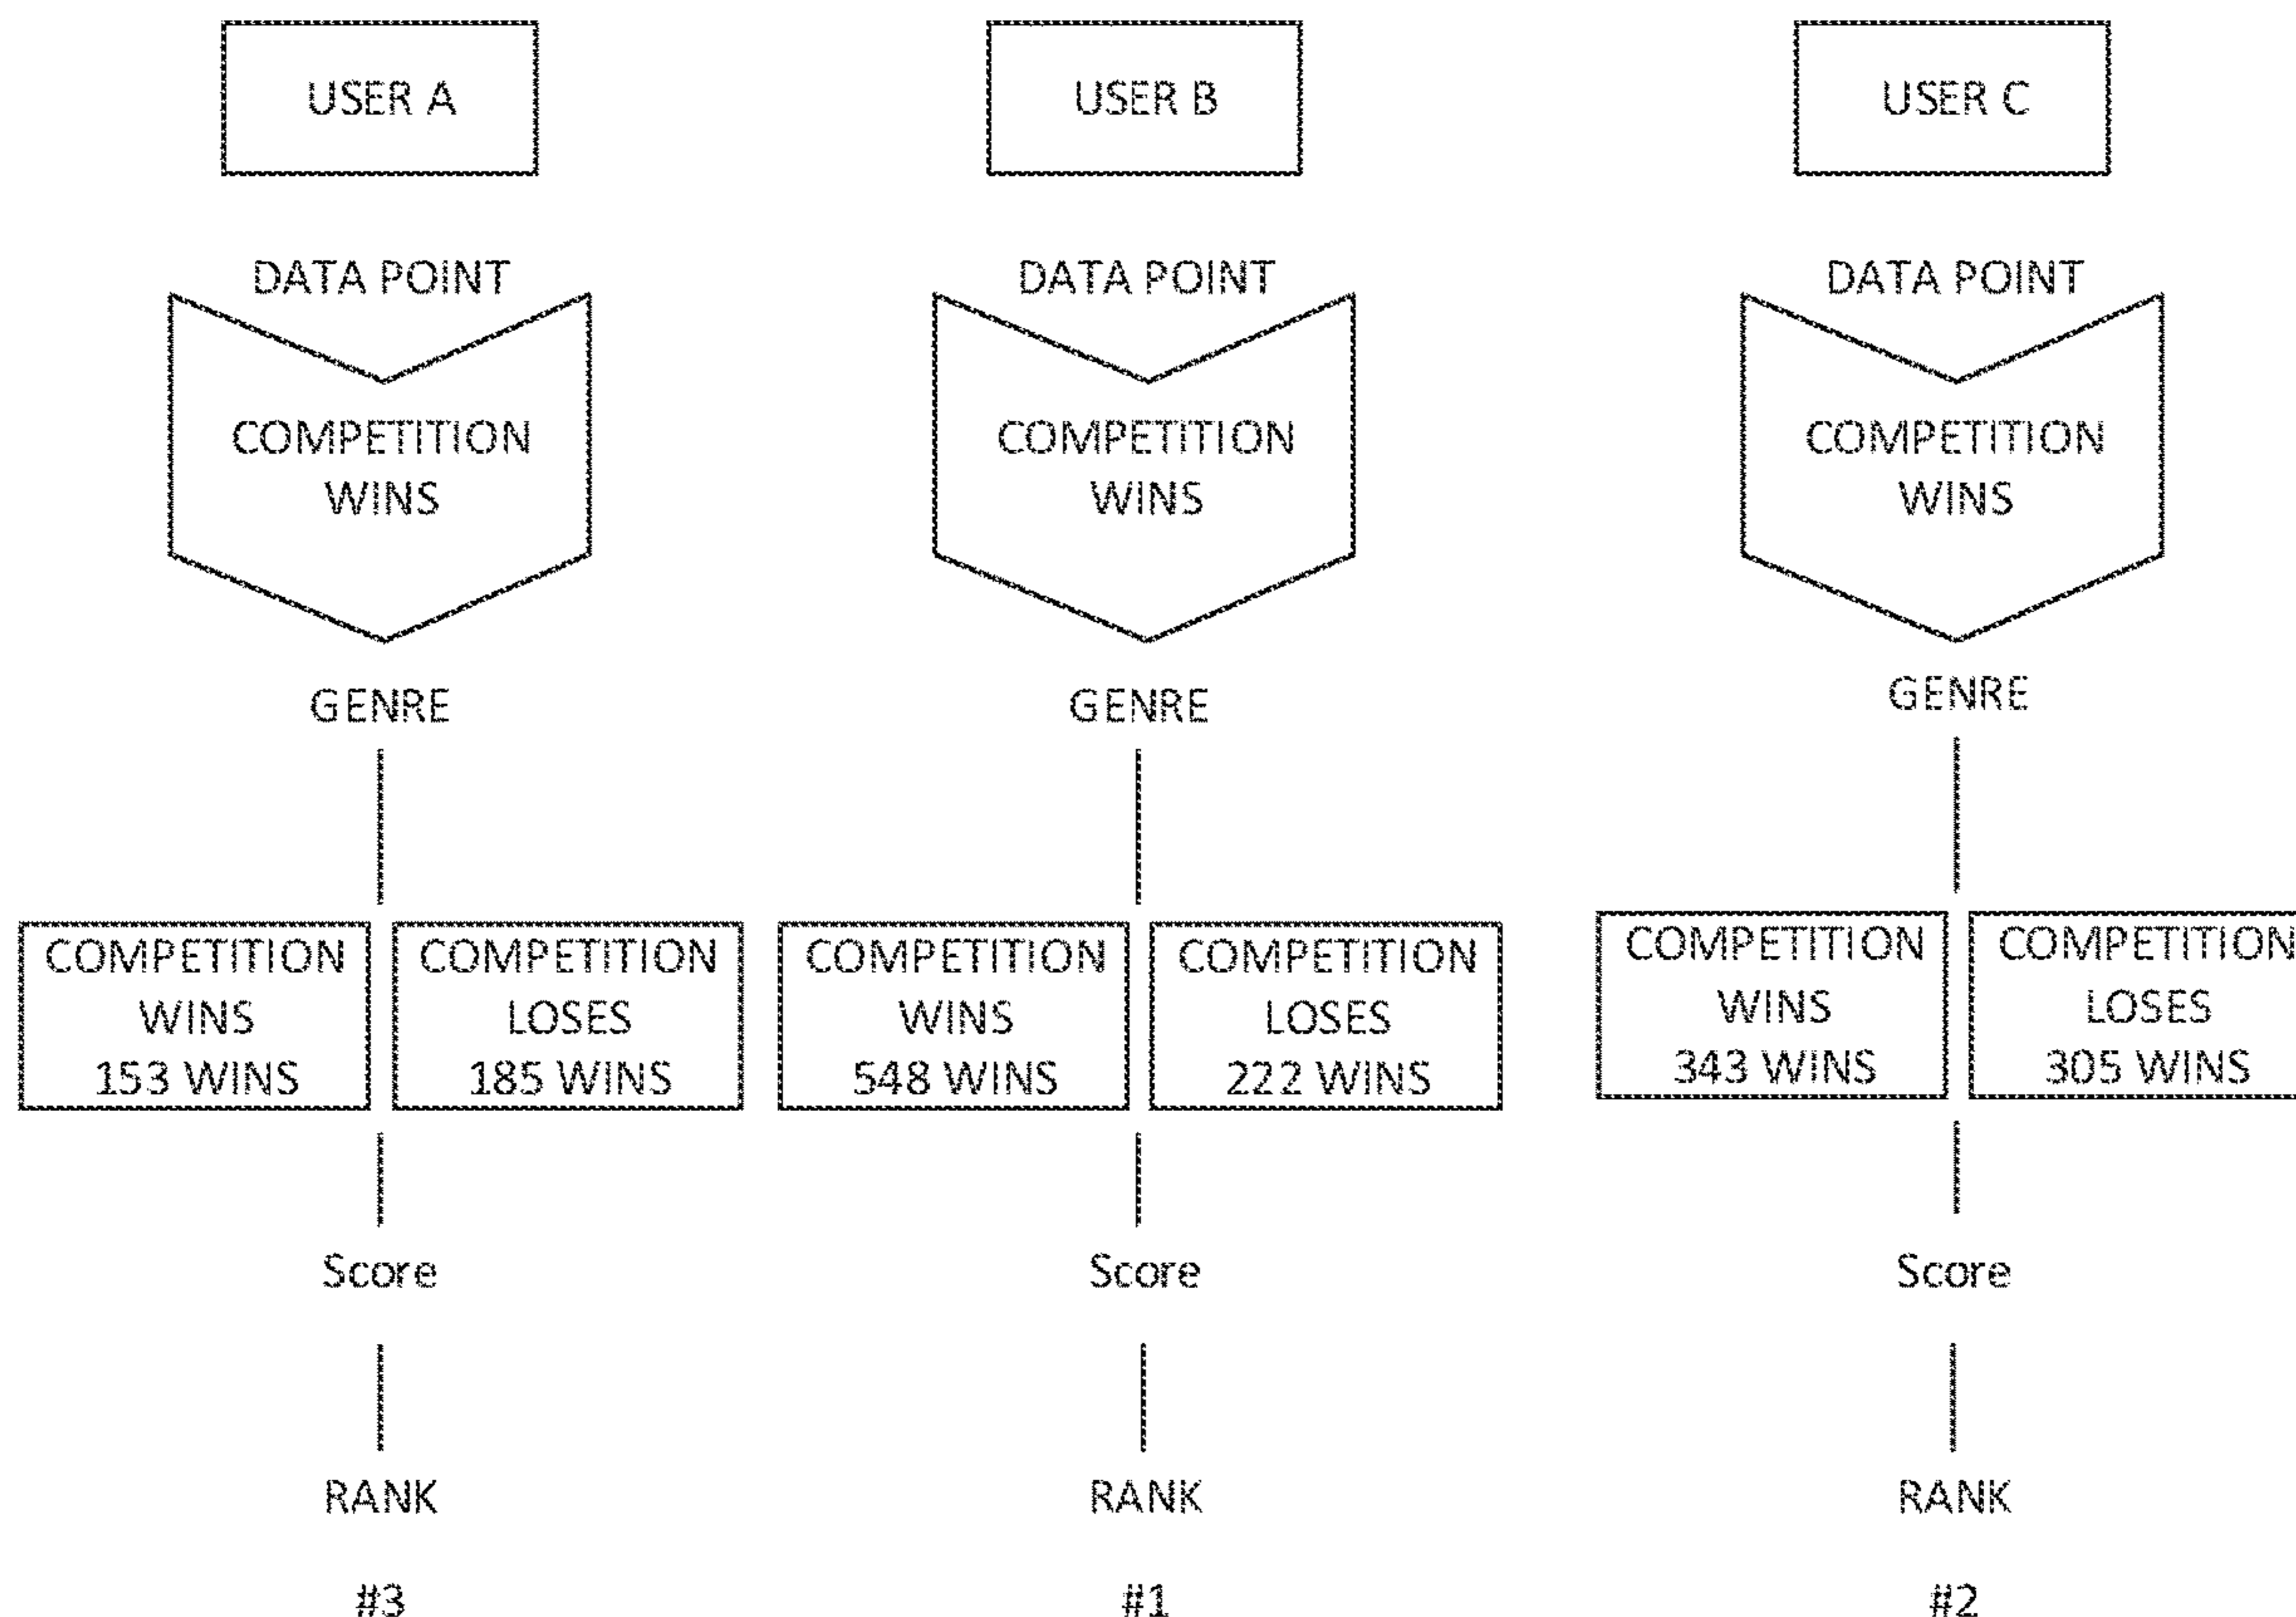 USER A
USER B
USER C
DATA POINT
DATA POINT
DATA POINT
COMPETITION
WINS
COMPETITION
WINS
COMPETITION
WINS
GENRE
GENRE
GENRE
COMPETITION
WINS
153 WINS
COMPETITION
LOSES
185 WINS
COMPETITION
WINS
548 WINS
COMPETITION
LOSES
222 WINS
COMPETITION
WINS
343 WINS
COMPETITION
LOSES
305 WINS
Score
Score
Score
RANK
RANK
RANK
#3
#1
#2